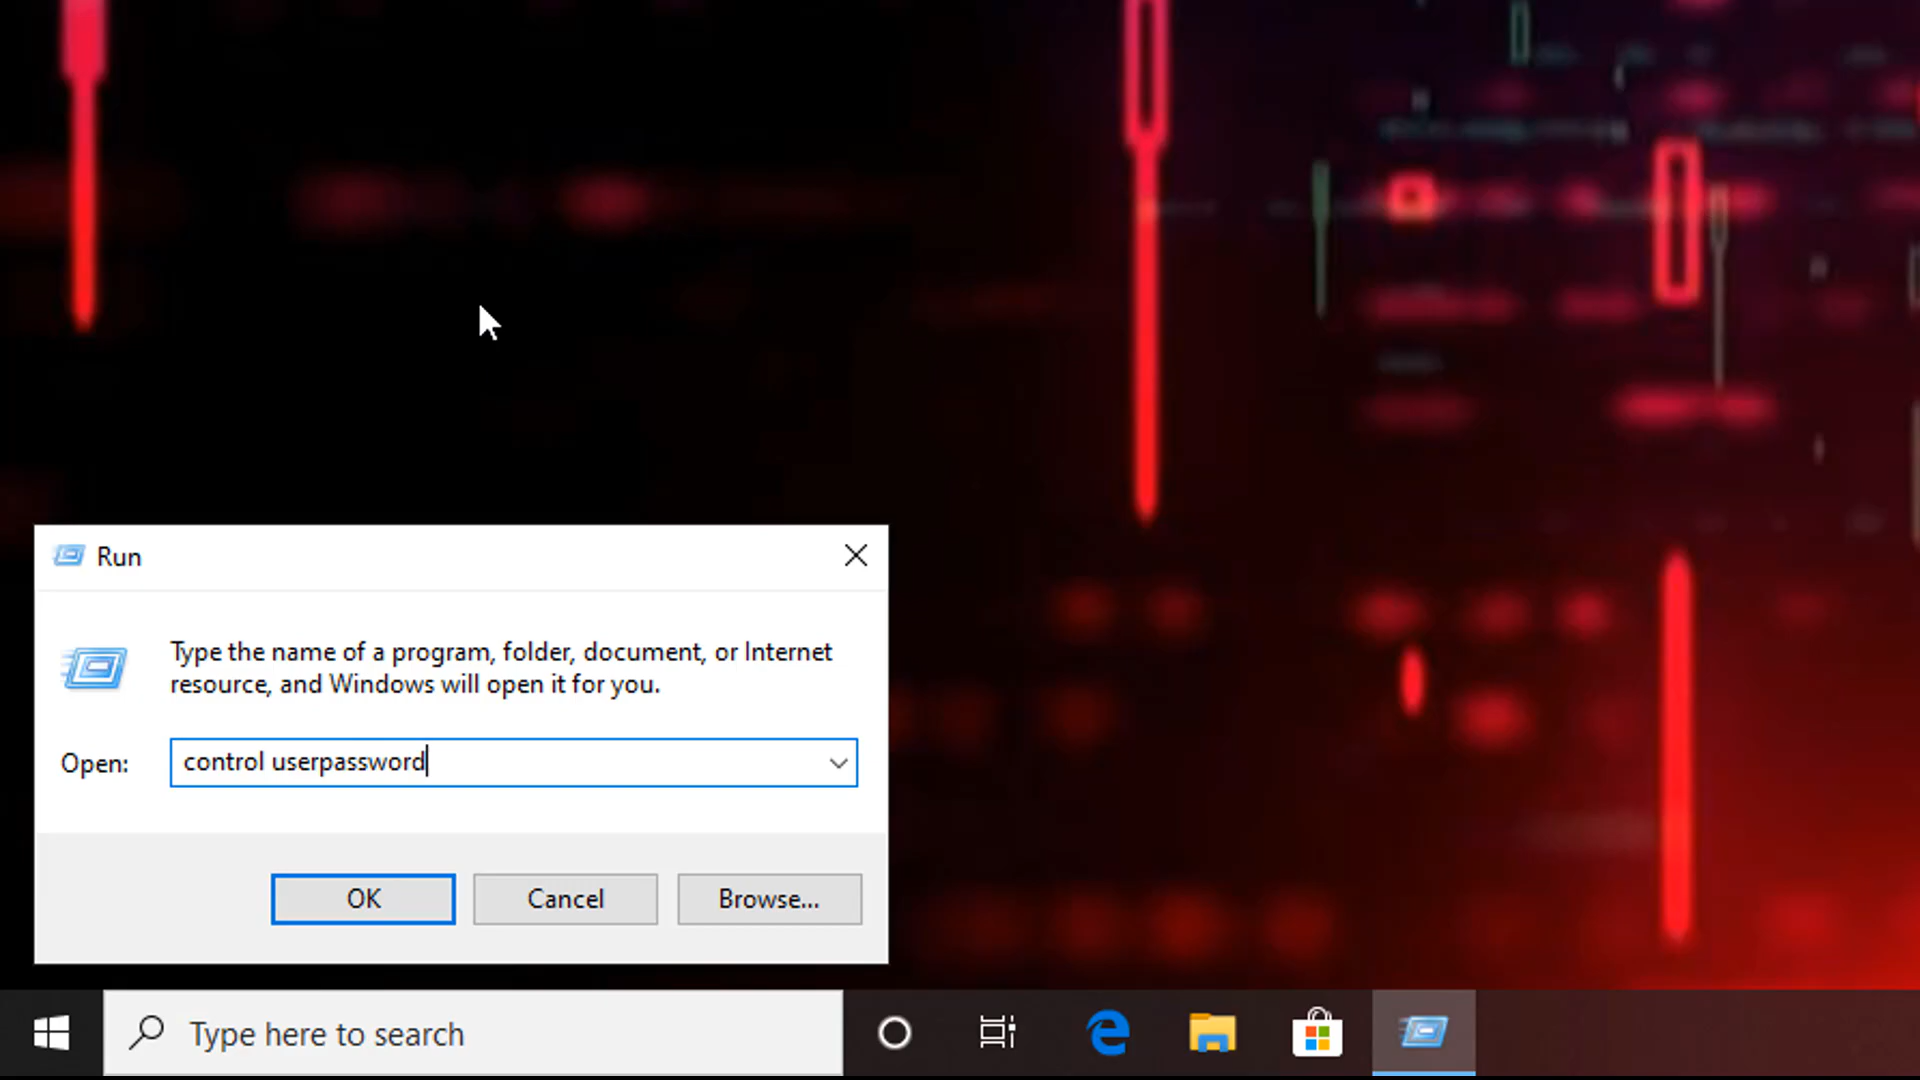 Run
Type the name of a program, folder, document, or Internet
resource, and Windows will open it for you.
Open:
control userpassword
OK
Cancel
Browse...
Type here to search